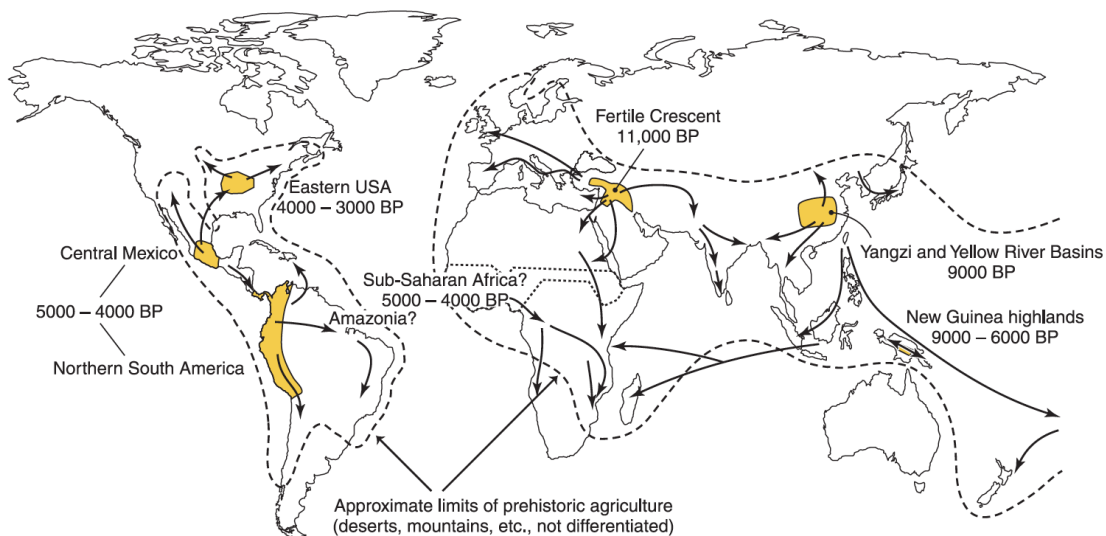 Fertile Crescent
11,000 BP
Eastern USA
4000 – 3000 BP
Central Mexico
5000 – 4000 BP
Northern South America
Amazonia?
Sub-Saharan Africa?
5000 – 4000 BP
Yangzi and Yellow River Basins
9000 BP
New Guinea highlands
9000 – 6000 BP
Approximate limits of prehistoric agriculture
(deserts, mountains, etc., not differentiated)